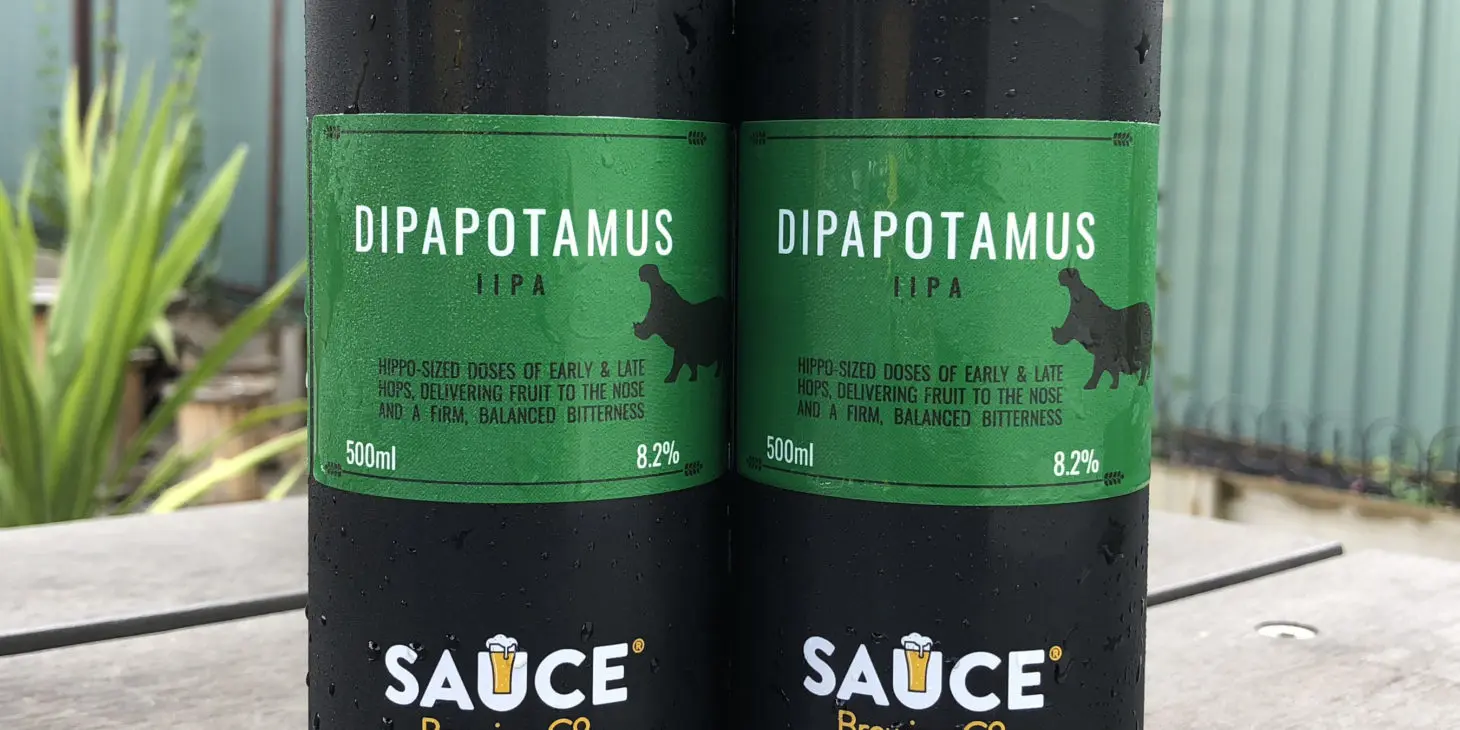 DIPAPOTAMUS
IIPA
HIPPO-SIZED DOSES OF EARLY & LATE
HOPS, DELIVERING FRUIT TO THE NOSE
AND A FIRM, BALANCED BITTERNESS
500ml 8.2%
SAUCE®
DIPAPOTAMUS
IIPA
HIPPO-SIZED DOSES OF EARLY & LATE
HOPS, DELIVERING FRUIT TO THE NOSE
AND A FIRM, BALANCED BITTERNESS
500ml 8.2%
SAUCE®